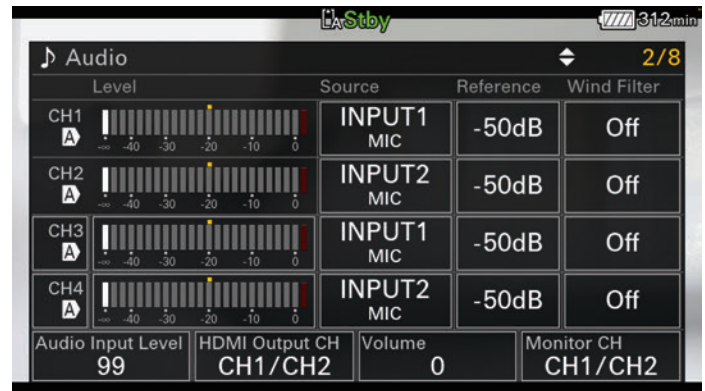 A Stby 312min
♪ Audio 2/8
Level Source Reference Wind Filter
CH1 INPUT1 -50dB Off
A -∞ -40 -30 -20 -10 0 MIC
CH2 INPUT2 -50dB Off
A -∞ -40 -30 -20 -10 0 MIC
CH3 INPUT1 -50dB Off
A -∞ -40 -30 -20 -10 0 MIC
CH4 INPUT2 -50dB Off
A -∞ -40 -30 -20 -10 0 MIC
Audio Input Level HDMI Output CH Volume Monitor CH
99 CH1/CH2 0 CH1/CH2